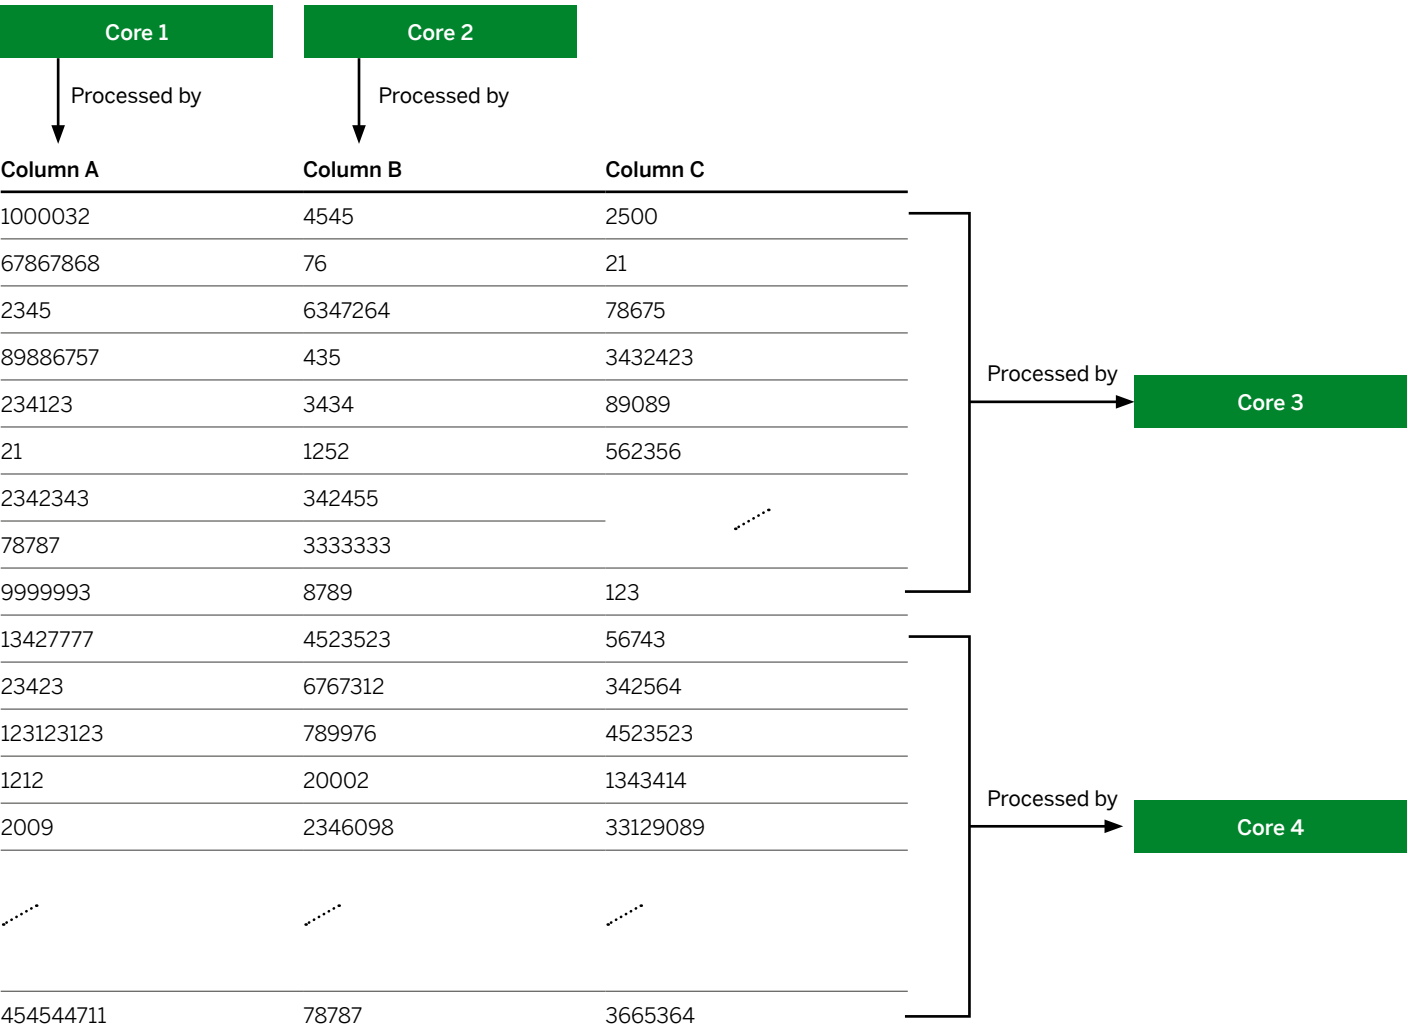 Core 1 Core 2
Processed by Processed by
Column A Column B Column C
1000032 4545 2500
67867868 76 21
2345 6347264 78675
89886757 435 3432423
Processed by
234123 3434 89089
Core 3
21 1252 562356
2342343 342455
78787 3333333
9999993 8789 123
13427777 4523523 56743
23423 6767312 342564
123123123 789976 4523523
1212 20002 1343414
Processed by
2009 2346098 33129089
Core 4
454544711 78787 3665364